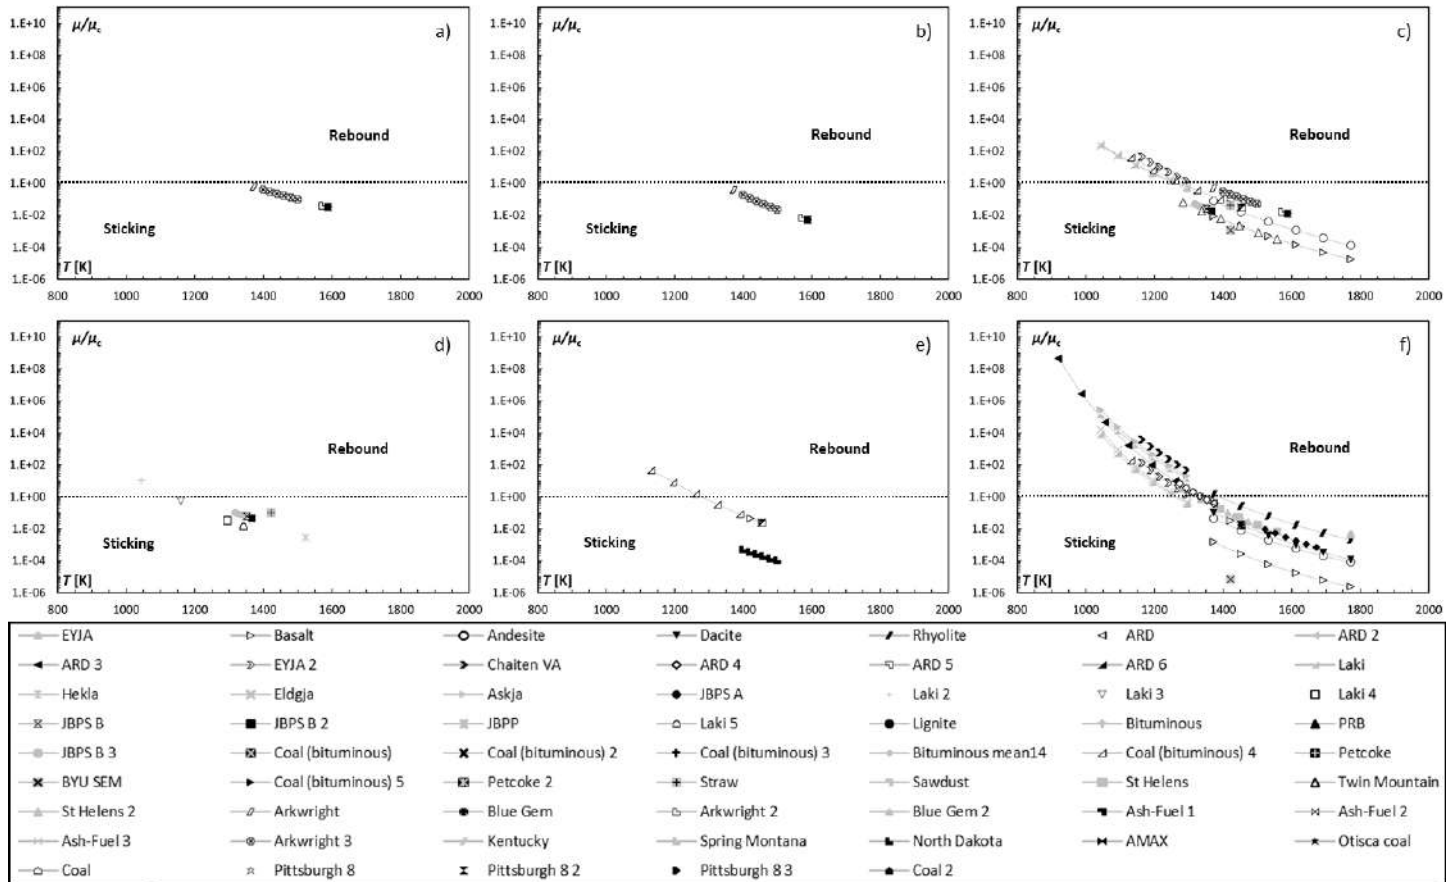 μ/μc
a)
1.E+10
1.E+08
1.E+06
1.E+04
1.E+02
1.E+00
1.E-02
1.E-04
1.E-06
Rebound
Sticking
T [K]
800 1000 1200 1400 1600 1800 2000
μ/μc
b)
1.E+10
1.E+08
1.E+06
1.E+04
1.E+02
1.E+00
1.E-02
1.E-04
1.E-06
Rebound
Sticking
T [K]
800 1000 1200 1400 1600 1800 2000
μ/μc
c)
1.E+10
1.E+08
1.E+06
1.E+04
1.E+02
1.E+00
1.E-02
1.E-04
1.E-06
Rebound
Sticking
T [K]
800 1000 1200 1400 1600 1800 2000
μ/μc
d)
1.E+10
1.E+08
1.E+06
1.E+04
1.E+02
1.E+00
1.E-02
1.E-04
1.E-06
Rebound
Sticking
T [K]
800 1000 1200 1400 1600 1800 2000
μ/μc
e)
1.E+10
1.E+08
1.E+06
1.E+04
1.E+02
1.E+00
1.E-02
1.E-04
1.E-06
Rebound
Sticking
T [K]
800 1000 1200 1400 1600 1800 2000
μ/μc
f)
1.E+10
1.E+08
1.E+06
1.E+04
1.E+02
1.E+00
1.E-02
1.E-04
1.E-06
Rebound
Sticking
T [K]
800 1000 1200 1400 1600 1800 2000
EYJA Basalt Andesite Dacite Rhyolite ARD ARD 2
ARD 3 EYJA 2 Chaiten VA ARD 4 ARD 5 ARD 6 Laki
Hekla Eldgja Askja JBPS A Laki 2 Laki 3 Laki 4
JBPS B JBPS B 2 JBPP Laki 5 Lignite Bituminous PRB
JBPS B 3 Coal (bituminous) Coal (bituminous) 2 Coal (bituminous) 3 Bituminous mean14 Coal (bituminous) 4 Petcoke
BYU SEM Coal (bituminous) 5 Petcoke 2 Straw Sawdust St Helens Twin Mountain
St Helens 2 Arkwright Blue Gem Arkwright 2 Blue Gem 2 Ash-Fuel 1 Ash-Fuel 2
Ash-Fuel 3 Arkwright 3 Kentucky Spring Montana North Dakota AMAX Otisca coal
Coal Pittsburgh 8 Pittsburgh 8 2 Pittsburgh 8 3 Coal 2